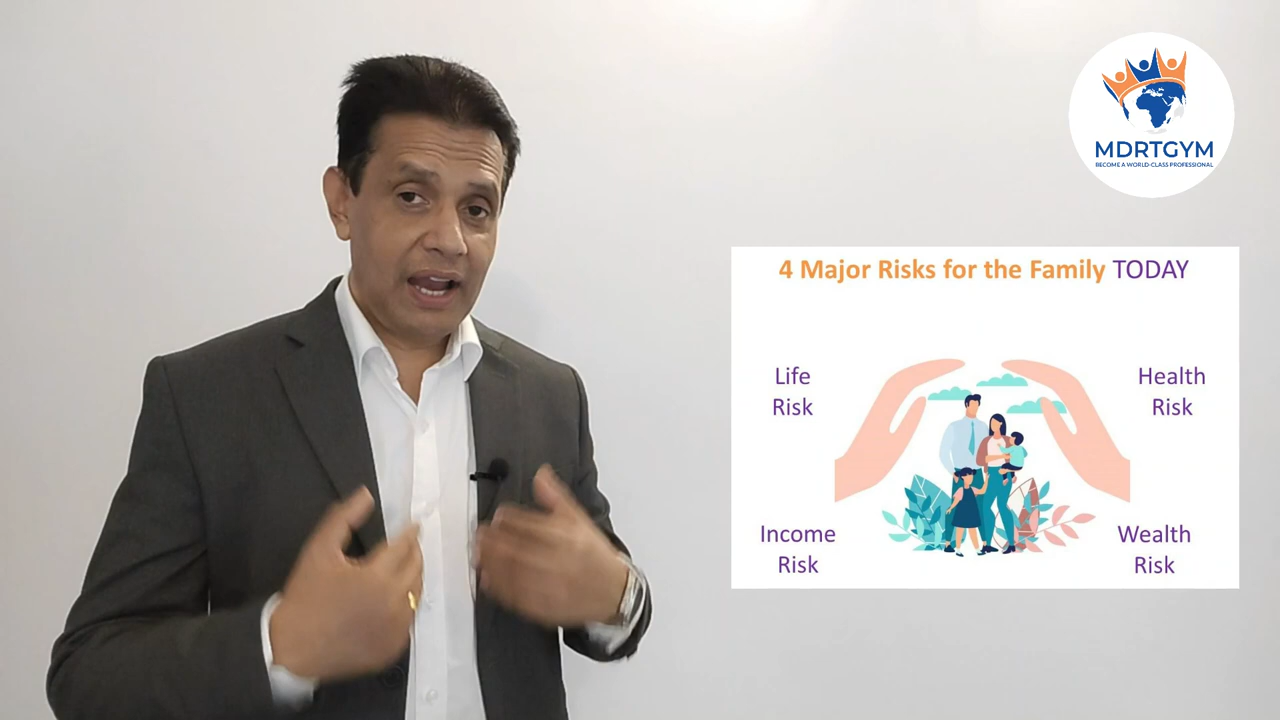 MDRTGYM
BECOME A WORLD CLASS PROFESSIONAL
4 Major Risks for the Family TODAY
Life
Risk
Health
Risk
Income
Risk
Wealth
Risk